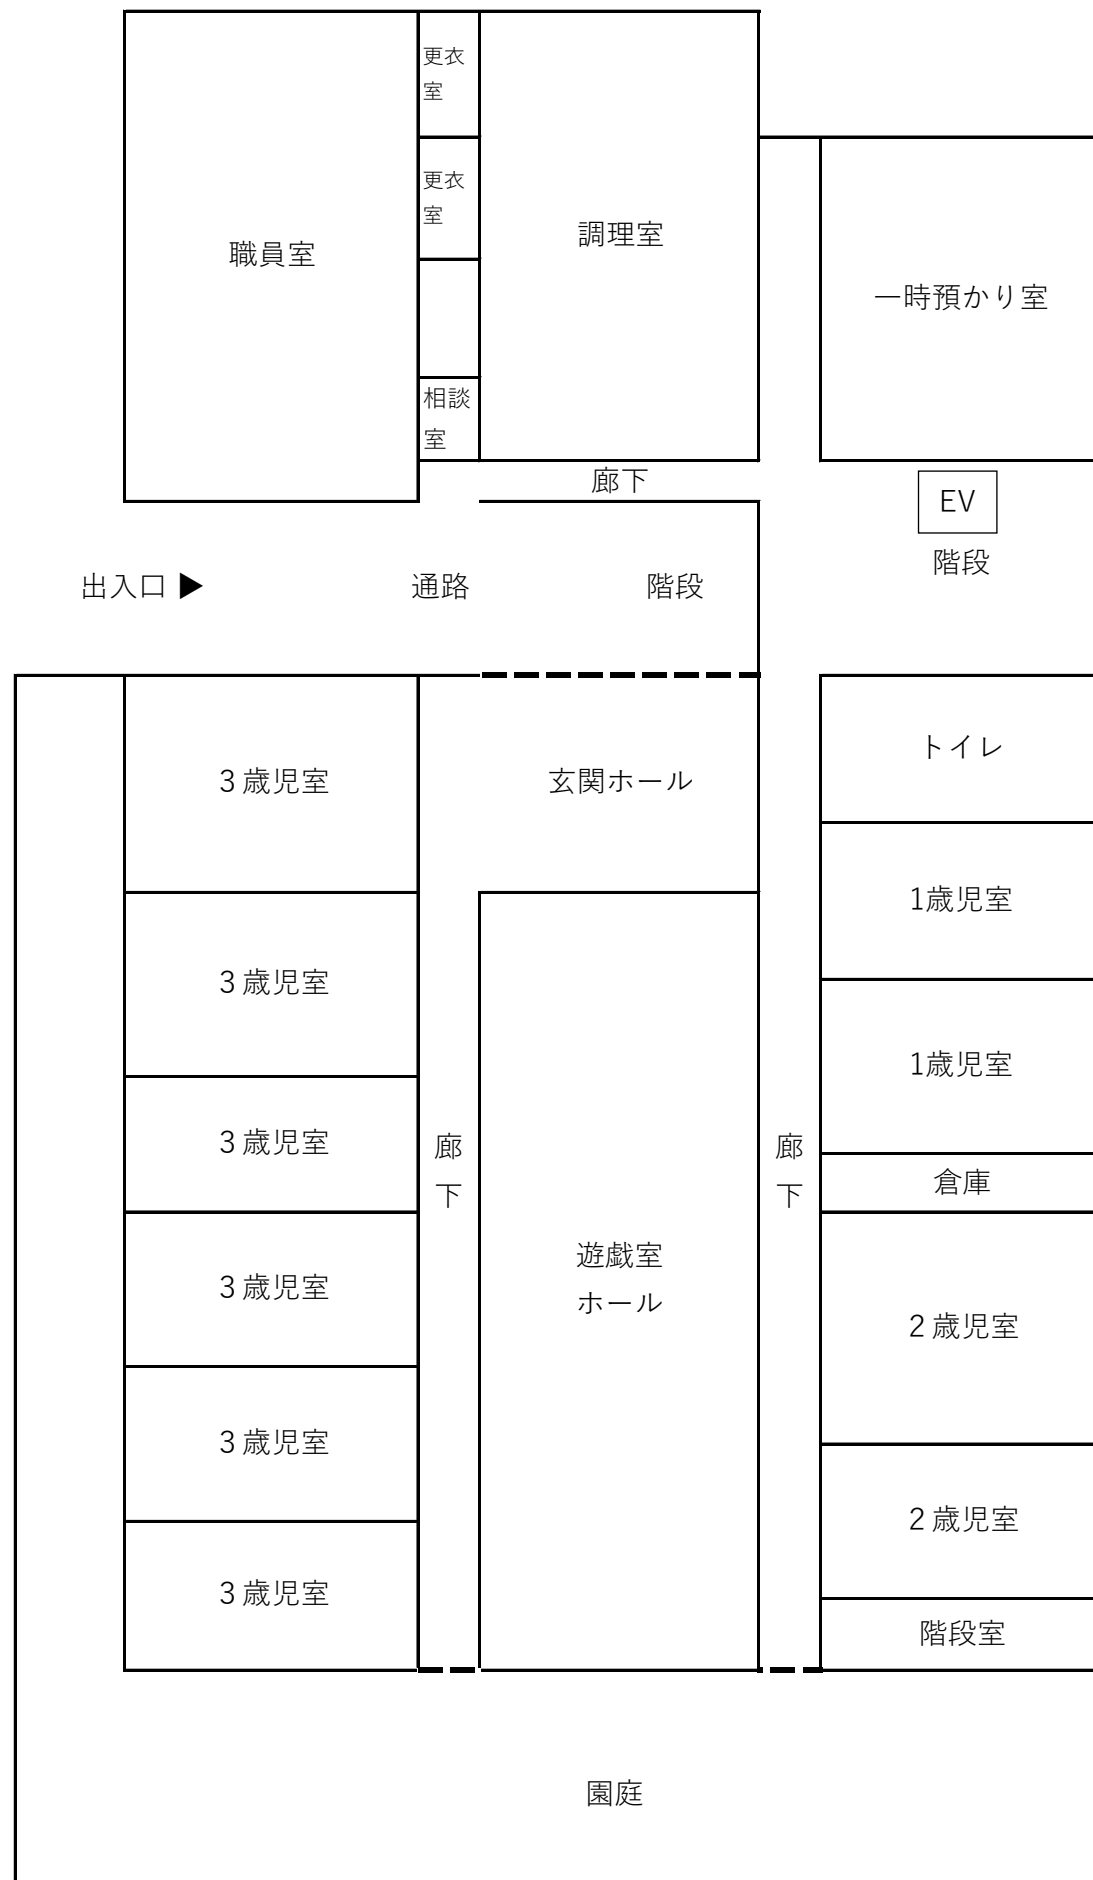 更衣
室
更衣
室
職員室
調理室
一時預かり室
相談
室
廊下
EV
階段
出入口 ▶
通路
階段
トイレ
３歳児室
玄関ホール
1歳児室
３歳児室
1歳児室
３歳児室
廊
下
廊
下
倉庫
遊戯室
ホール
３歳児室
２歳児室
３歳児室
２歳児室
３歳児室
階段室
園庭